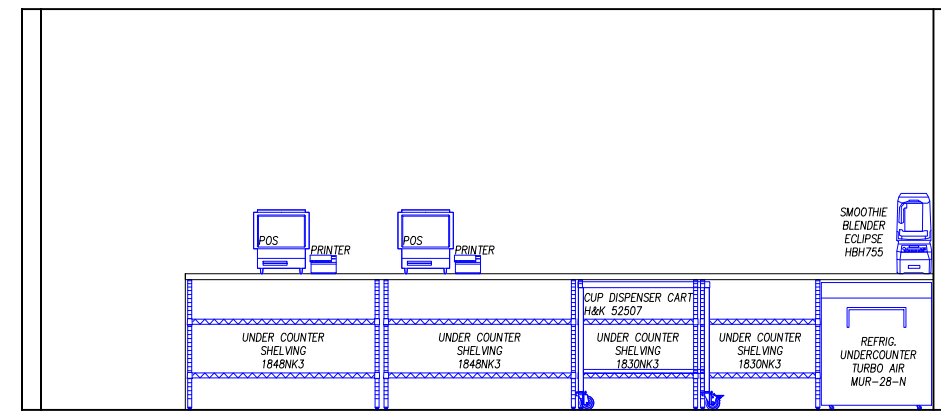 SMOOTHIE
BLENDER
ECLIPSE
HBH755
POS
PRINTER
POS
PRINTER
CUP DISPENSER CART
H&K 52507
UNDER COUNTER
SHELVING
1848NK3
UNDER COUNTER
SHELVING
1848NK3
UNDER COUNTER
SHELVING
1830NK3
UNDER COUNTER
SHELVING
1830NK3
REFRIG.
UNDERCOUNTER
TURBO AIR
MUR-28-N